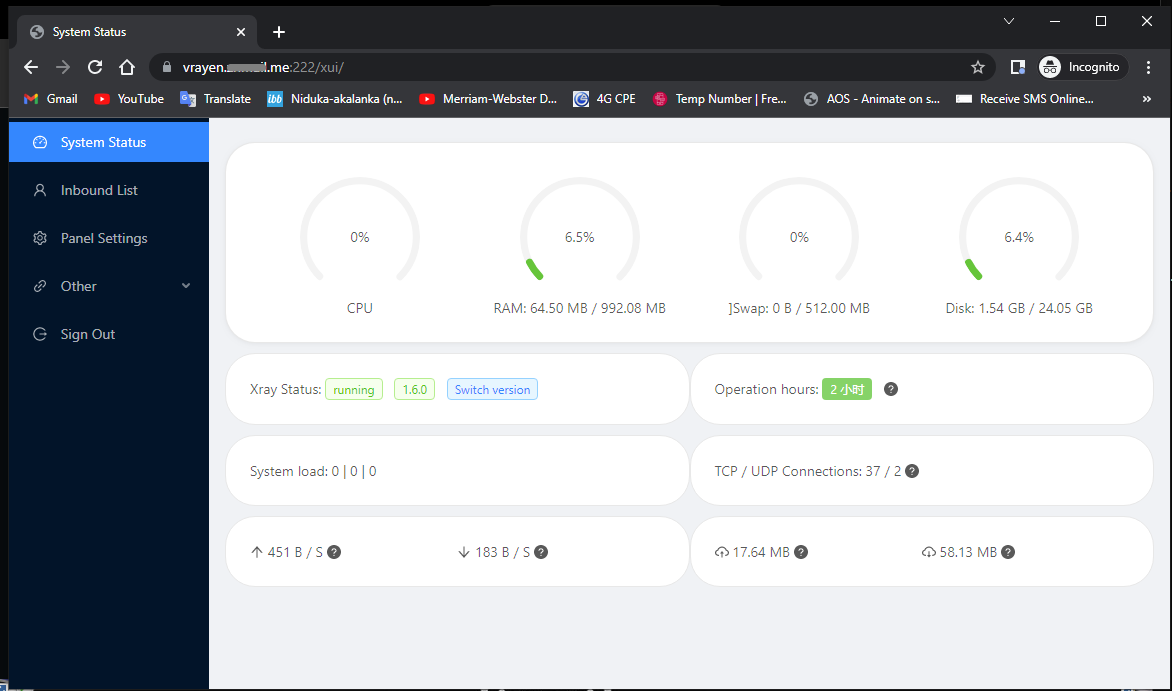 System Status
vrayen. il.me:222/xui/
Incognito
Gmail
YouTube
Translate
ibb Niduka-akalanka (n...
Merriam-Webster D...
4G CPE
Temp Number | Fre...
AOS - Animate on s...
Receive SMS Online...
»
System Status
Inbound List
Panel Settings
Other
Sign Out
0%
CPU
6.5%
RAM: 64.50 MB / 992.08 MB
0%
]Swap: 0 B / 512.00 MB
6.4%
Disk: 1.54 GB / 24.05 GB
Xray Status: running 1.6.0 Switch version
Operation hours: 2 小时 ?
System load: 0 | 0 | 0
TCP / UDP Connections: 37 / 2 ?
↑ 451 B / S ?
↓ 183 B / S ?
17.64 MB ?
58.13 MB ?